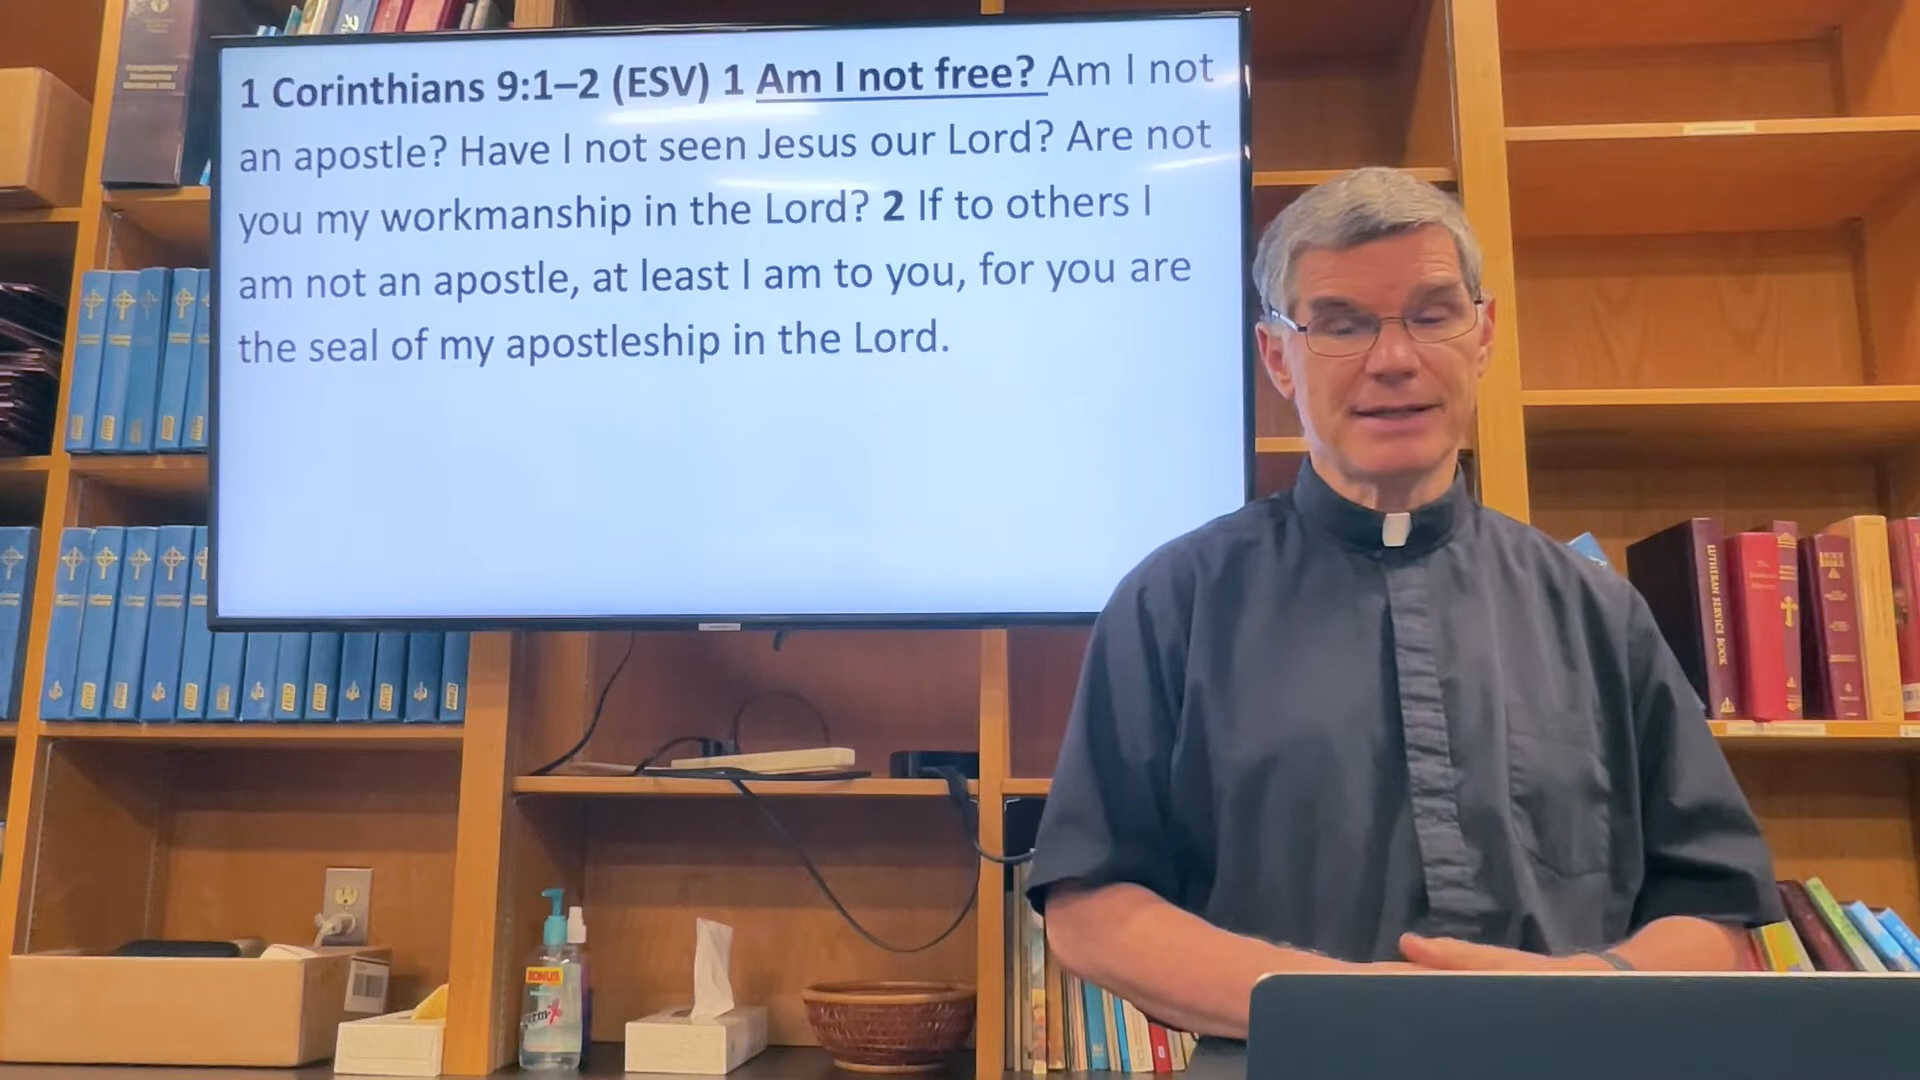 1 Corinthians 9:1–2 (ESV) 1 Am I not free? Am I not
an apostle? Have I not seen Jesus our Lord? Are not
you my workmanship in the Lord? 2 If to others I
am not an apostle, at least I am to you, for you are
the seal of my apostleship in the Lord.
LUTHERAN SERVICE BOOK
BONUS